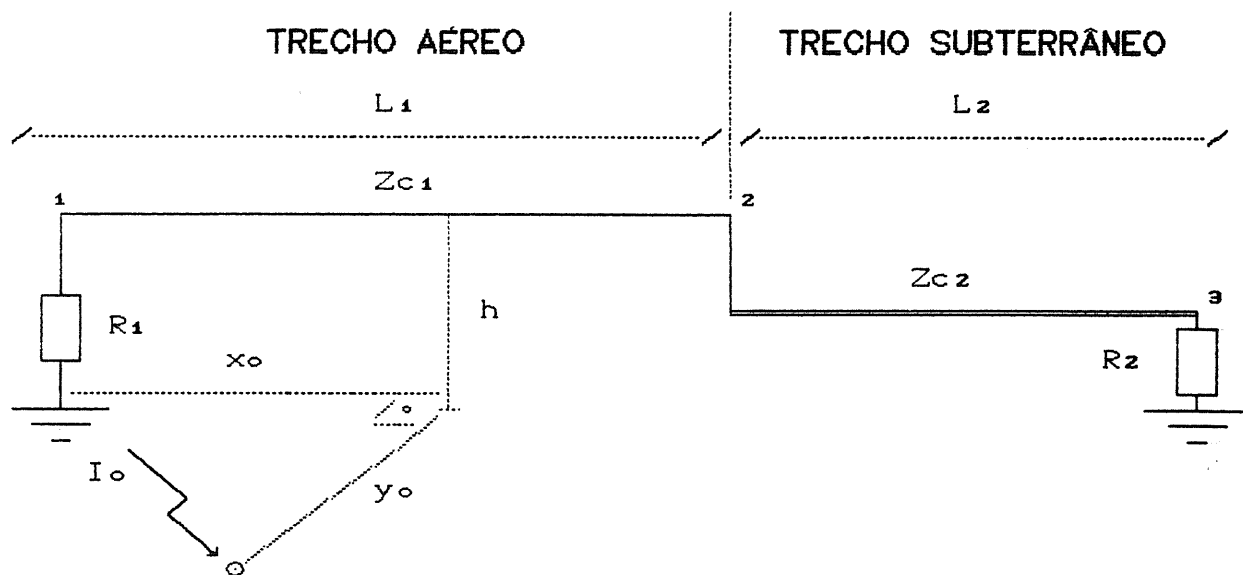 TRECHO AÉREO
TRECHO SUBTERRÂNEO
L1
L2
Zc1
1
2
Zc2
3
h
R1
xo
R2
Io
yo